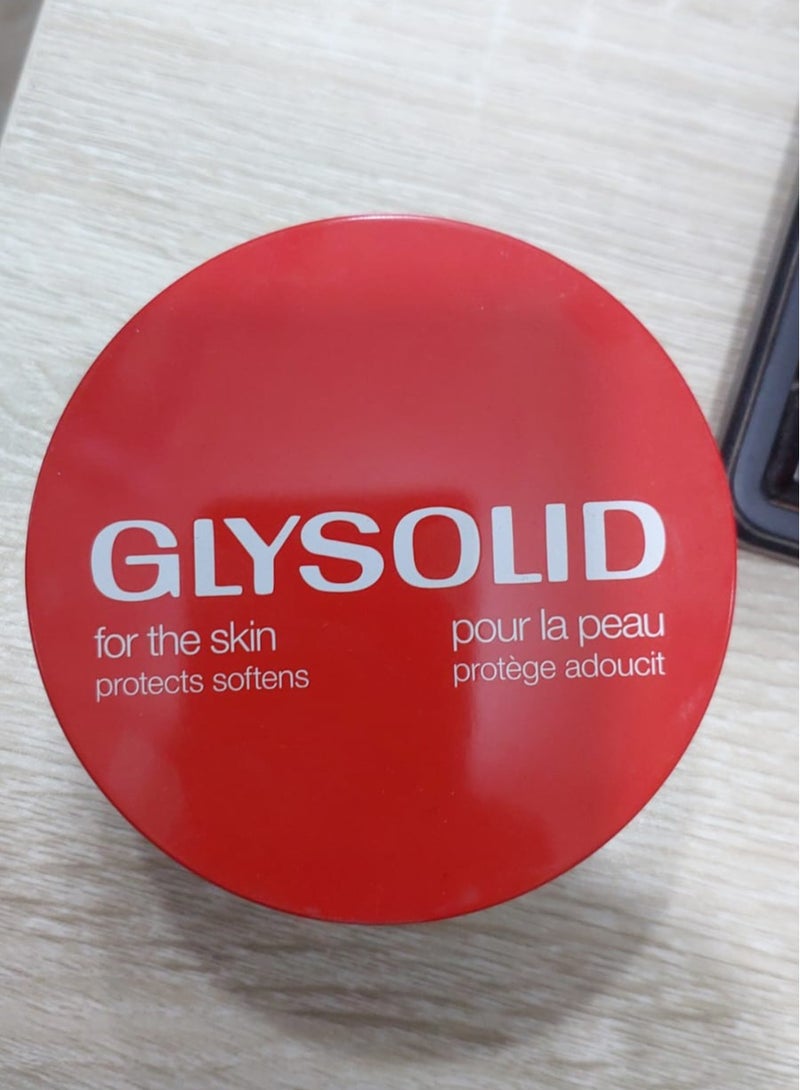 GLYSOLID
for the skin
protects softens
pour la peau
protège adoucit